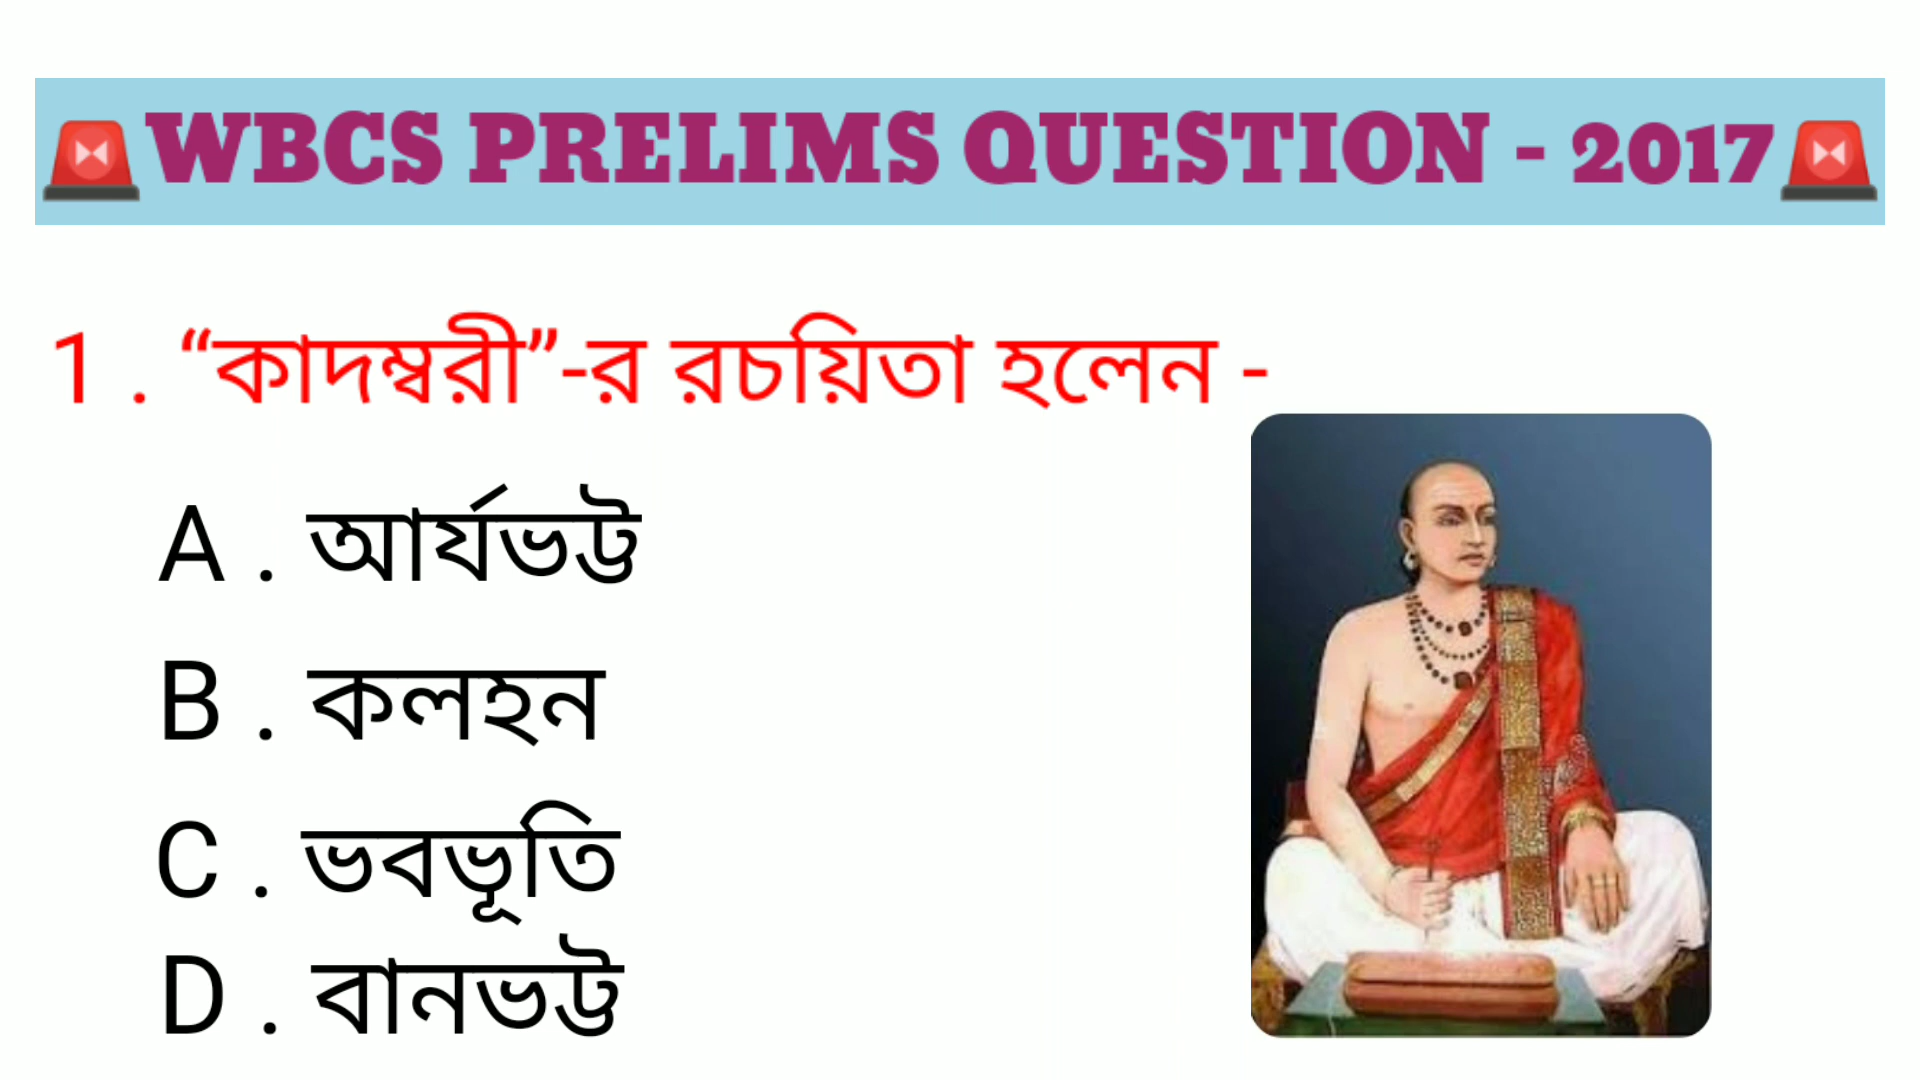 WBCS PRELIMS QUESTION - 2017
1 . “কাদম্বরী”-র রচয়িতা হলেন -
A . আর্যভট্ট
B . কলহন
C . ভবভূতি
D . বানভট্ট